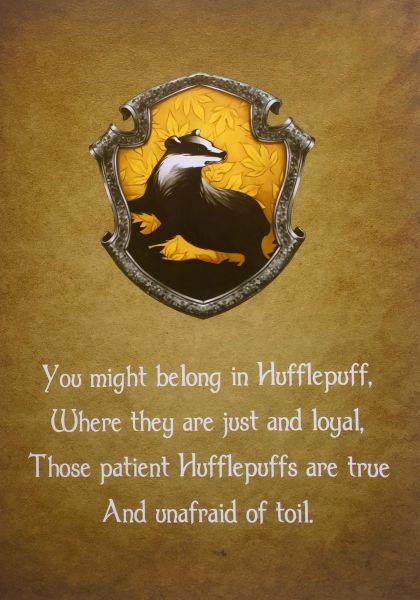 You might belong in Hufflepuff,
Where they are just and loyal,
Those patient Hufflepuffs are true
And unafraid of toil.